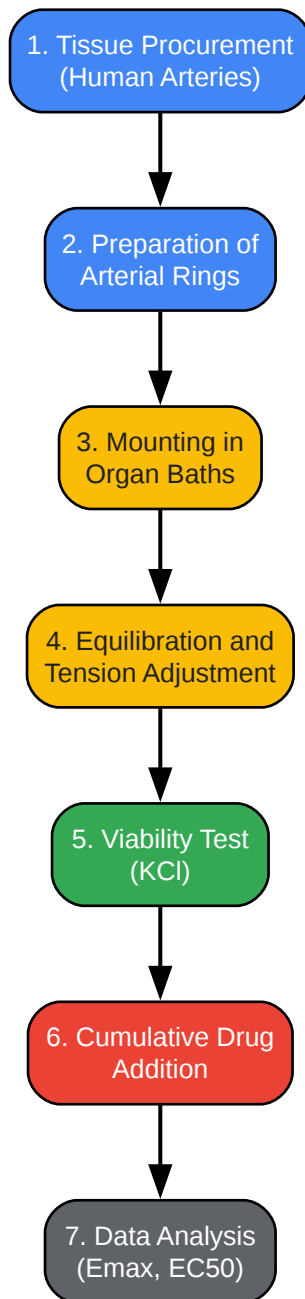 1. Tissue Procurement
(Human Arteries)
2. Preparation of
Arterial Rings
3. Mounting in
Organ Baths
4. Equilibration and
Tension Adjustment
5. Viability Test
(KCl)
6. Cumulative Drug
Addition
7. Data Analysis
(Emax, EC50)